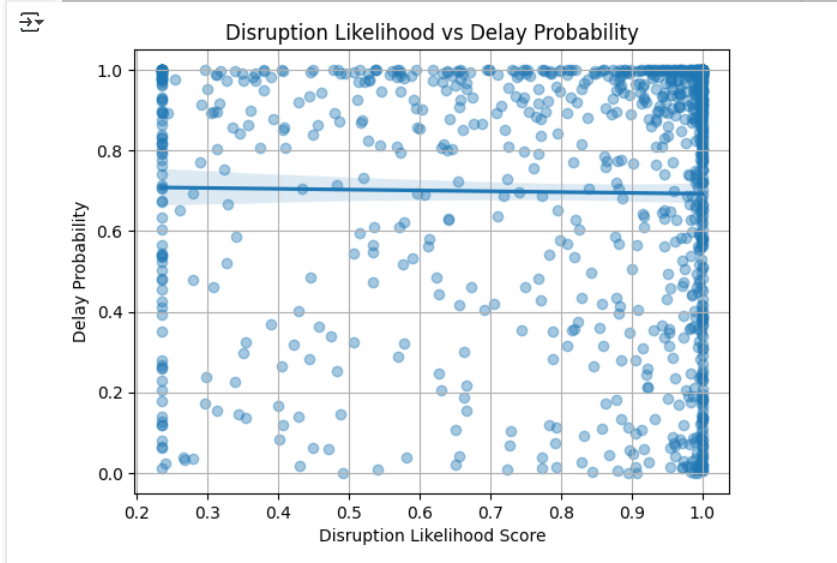 Disruption Likelihood vs Delay Probability
1.0
0.8
0.6
0.4
0.2
0.0
Delay Probability
0.2 0.3 0.4 0.5 0.6 0.7 0.8 0.9 1.0
Disruption Likelihood Score